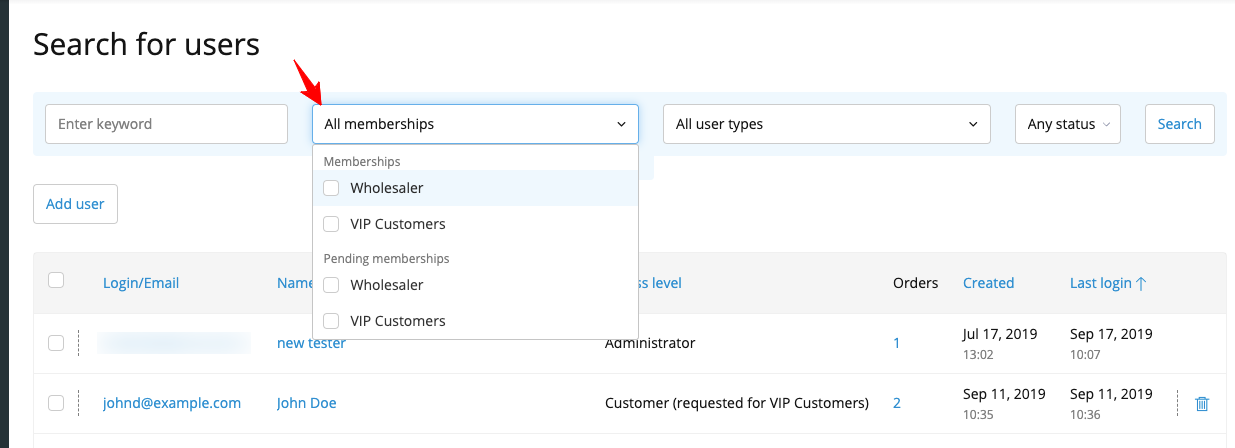 Search for users
Enter keyword
All memberships
All user types
Any status
Search
Memberships
Wholesaler
VIP Customers
Pending memberships
Wholesaler
VIP Customers
Add user
Login/Email
Name
level
Orders
Created
Last login
new tester
Administrator
1
Jul 17, 2019
13:02
Sep 17, 2019
10:07
johnd@example.com
John Doe
Customer (requested for VIP Customers)
2
Sep 11, 2019
10:35
Sep 11, 2019
10:36